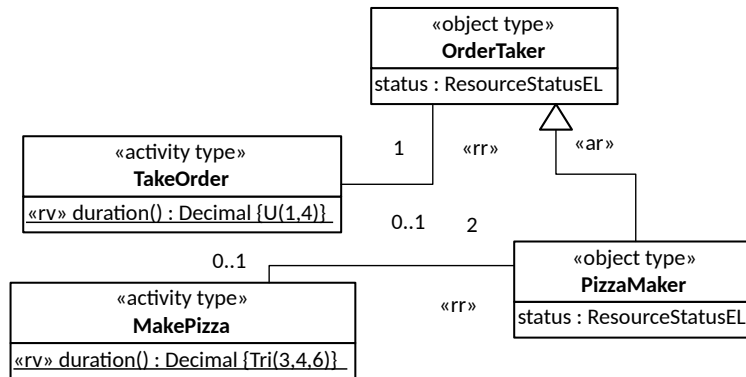 «object type»
OrderTaker
status : ResourceStatusEL
«activity type»
TakeOrder
«rv» duration() : Decimal {U(1,4)}
1
«rr»
«ar»
0..1
2
0..1
«object type»
PizzaMaker
status : ResourceStatusEL
«activity type»
MakePizza
«rv» duration() : Decimal {Tri(3,4,6)}
«rr»